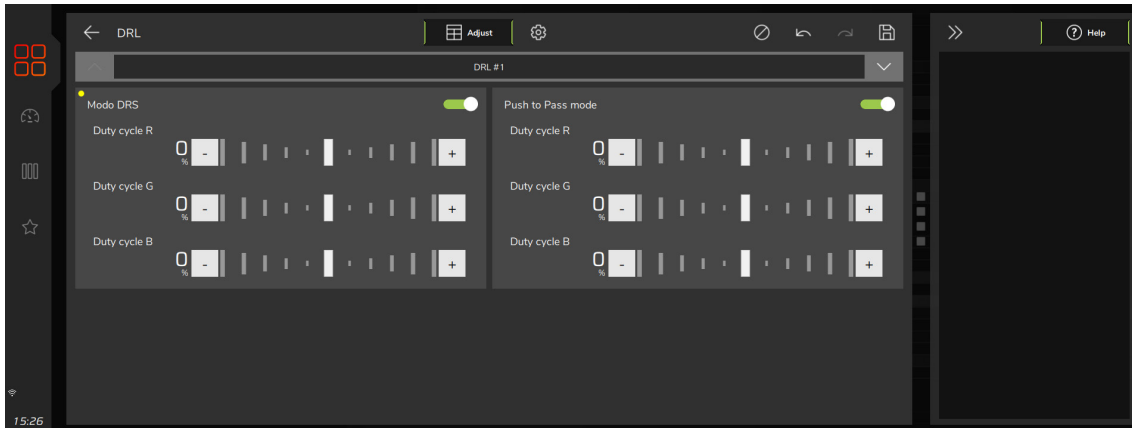 DRL
Adjust
Help
DRL #1
Modo DRS
Push to Pass mode
Duty cycle R
Duty cycle R
0
%
-
+
0
%
-
+
Duty cycle G
Duty cycle G
0
%
-
+
0
%
-
+
Duty cycle B
Duty cycle B
0
%
-
+
0
%
-
+
15:26